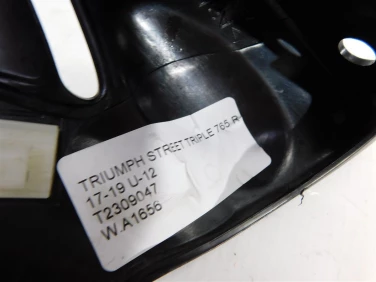 TRIUMPH STREET TRIPLE 765 R
17-19 U-12
T2309047
W.A1656